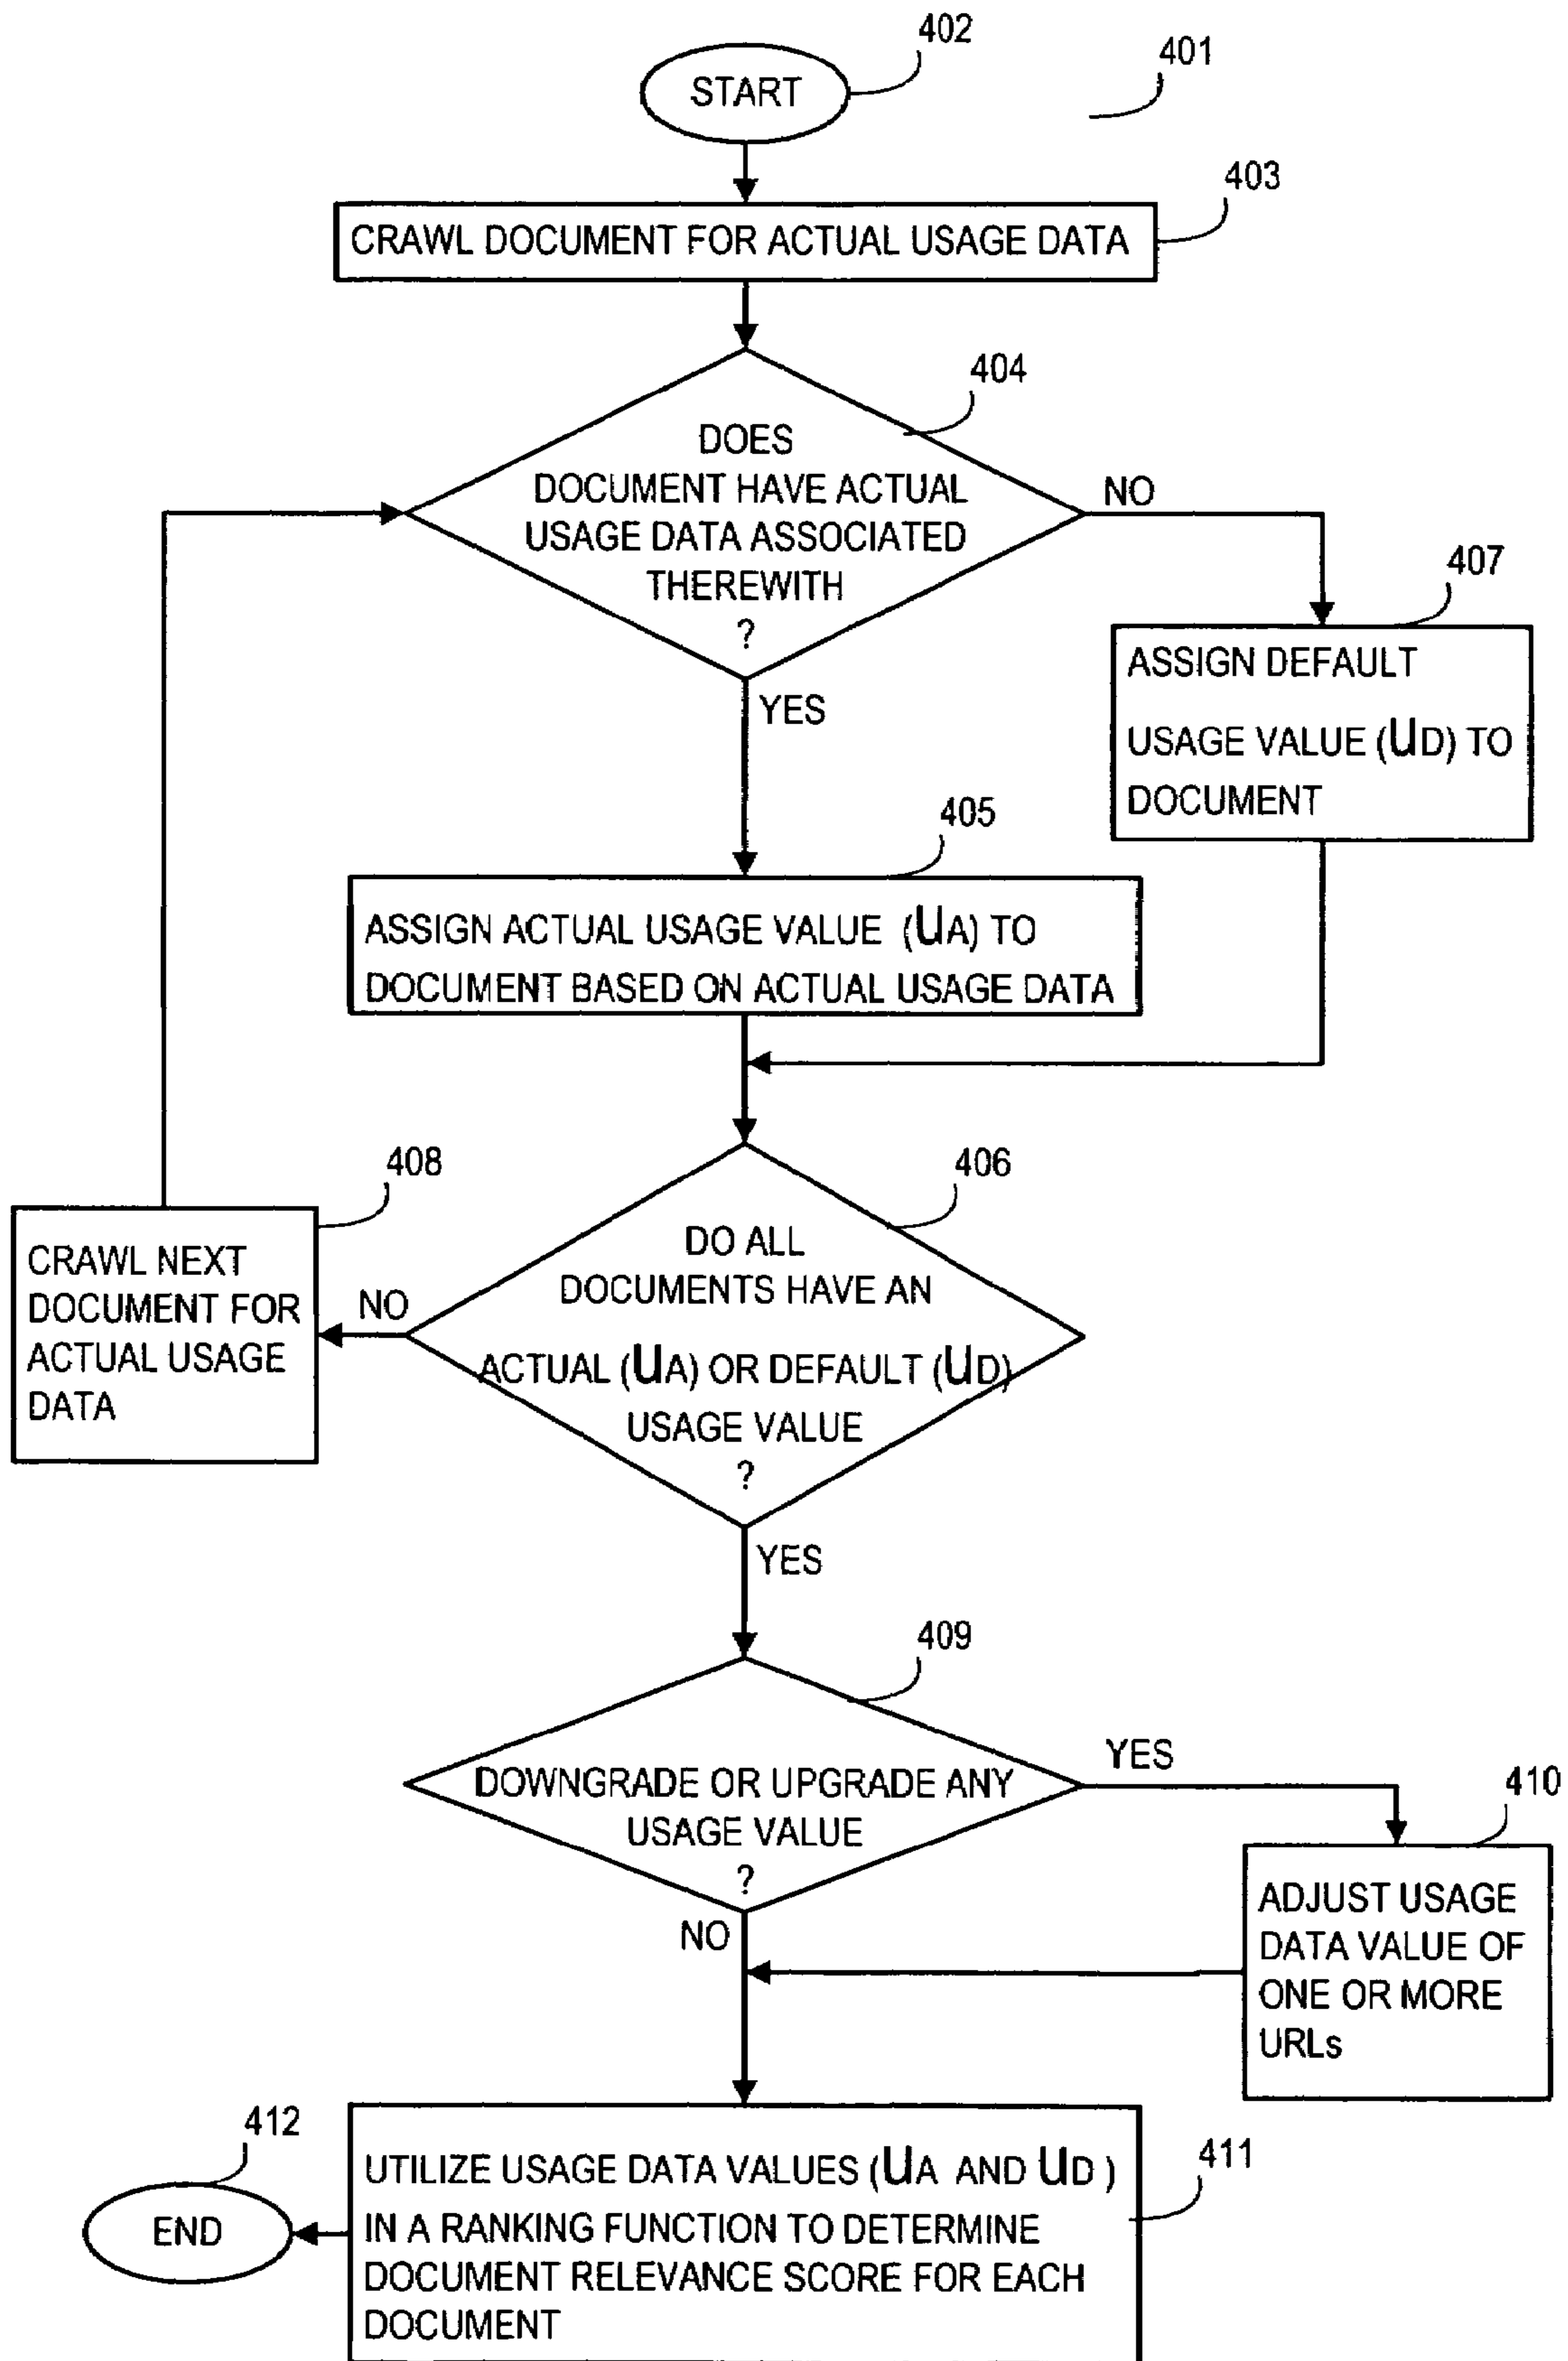 402
START
401
403
CRAWL DOCUMENT FOR ACTUAL USAGE DATA
404
DOES
DOCUMENT HAVE ACTUAL
USAGE DATA ASSOCIATED
THEREWITH
?
NO
YES
407
ASSIGN DEFAULT
USAGE VALUE (UD) TO
DOCUMENT
405
ASSIGN ACTUAL USAGE VALUE (UA) TO
DOCUMENT BASED ON ACTUAL USAGE DATA
408
CRAWL NEXT
DOCUMENT FOR
ACTUAL USAGE
DATA
406
DO ALL
DOCUMENTS HAVE AN
ACTUAL (UA) OR DEFAULT (UD)
USAGE VALUE
?
NO
YES
409
DOWNGRADE OR UPGRADE ANY
USAGE VALUE
?
YES
NO
410
ADJUST USAGE
DATA VALUE OF
ONE OR MORE
URLs
412
END
411
UTILIZE USAGE DATA VALUES (UA AND UD )
IN A RANKING FUNCTION TO DETERMINE
DOCUMENT RELEVANCE SCORE FOR EACH
DOCUMENT